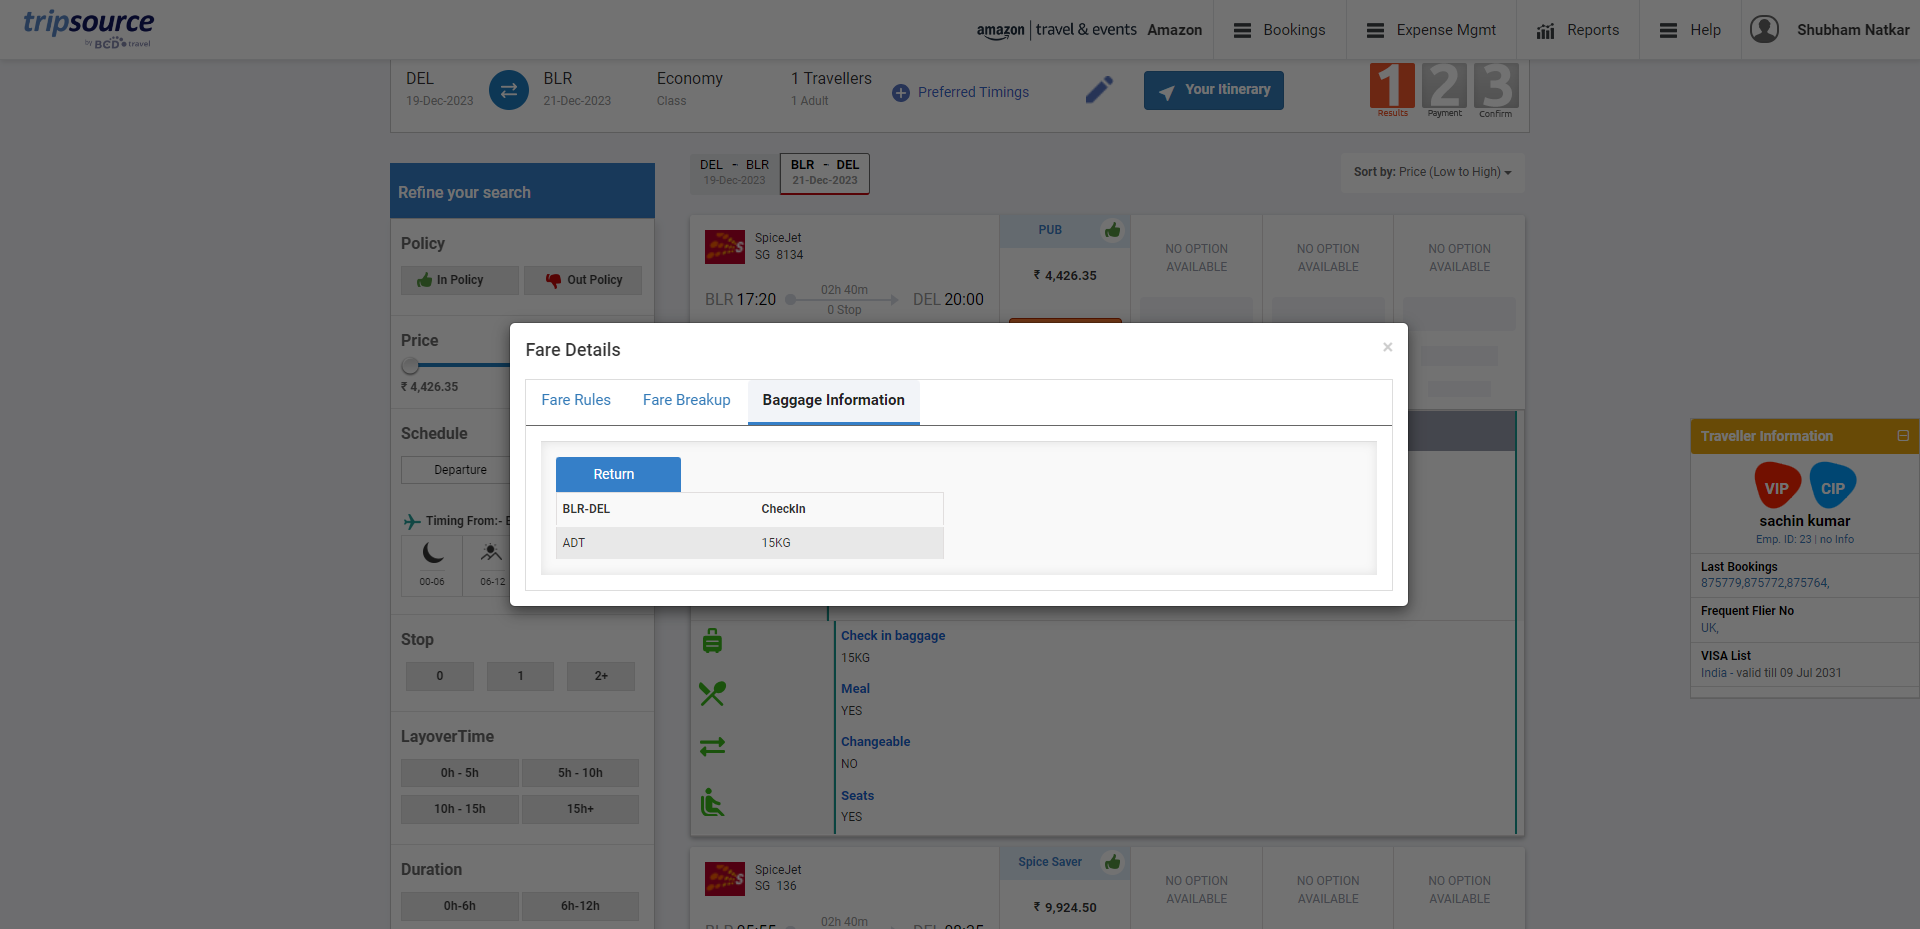 tripsource
by BCD travel
amazon | travel & events Amazon
Bookings
Expense Mgmt
Reports
Help
Shubham Natkar
DEL
19-Dec-2023
BLR
21-Dec-2023
Economy
Class
1 Travellers
1 Adult
Preferred Timings
Your Itinerary
1 2 3
Results Payment Confirm
DEL - BLR
19-Dec-2023
BLR - DEL
21-Dec-2023
Sort by: Price (Low to High)
Refine your search
Policy
In Policy
Out Policy
Price
₹ 4,426.35
Schedule
Departure
Timing From:-
00-06
06-12
Stop
0
1
2+
LayoverTime
0h - 5h
5h - 10h
10h - 15h
15h+
Duration
0h-6h
6h-12h
SpiceJet
SG 8134
BLR 17:20
02h 40m
0 Stop
DEL 20:00
PUB
₹ 4,426.35
NO OPTION
AVAILABLE
NO OPTION
AVAILABLE
NO OPTION
AVAILABLE
Fare Details
×
Fare Rules
Fare Breakup
Baggage Information
Return
BLR-DEL CheckIn
ADT 15KG
Check in baggage
15KG
Meal
YES
Changeable
NO
Seats
YES
SpiceJet
SG 136
02h 40m
Spice Saver
₹ 9,924.50
NO OPTION
AVAILABLE
NO OPTION
AVAILABLE
NO OPTION
AVAILABLE
Traveller Information
VIP
CIP
sachin kumar
Emp. ID: 23 | no Info
Last Bookings
875779,875772,875764,
Frequent Flier No
UK,
VISA List
India - valid till 09 Jul 2031